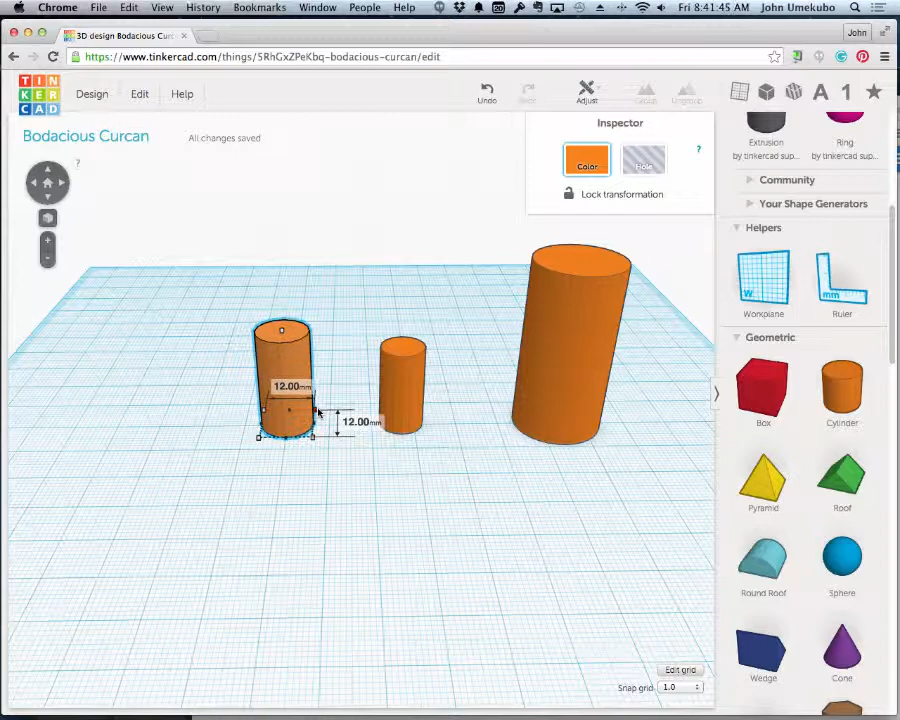 Chrome File Edit View History Bookmarks Window People Help
20
Fri 8:41:45 AM John Umekubo
3D design Bodacious Curc
John
https://www.tinkercad.com/things/5RhGxZPeKbq-bodacious-curcan/edit
TIN
KER
CAD
Design Edit Help
Undo
Redo
Adjust
Group
Ungroup
A 1
Bodacious Curcan
All changes saved
?
Inspector
Color
Hole
?
Lock transformation
Extrusion
by tinkercad sup...
Ring
by tinkercad sup...
Community
Your Shape Generators
Helpers
W
mm
Workplane
Ruler
Geometric
Box
Cylinder
Pyramid
Roof
Round Roof
Sphere
Wedge
Cone
12.00mm
12.00mm
Edit grid
Snap grid 1.0